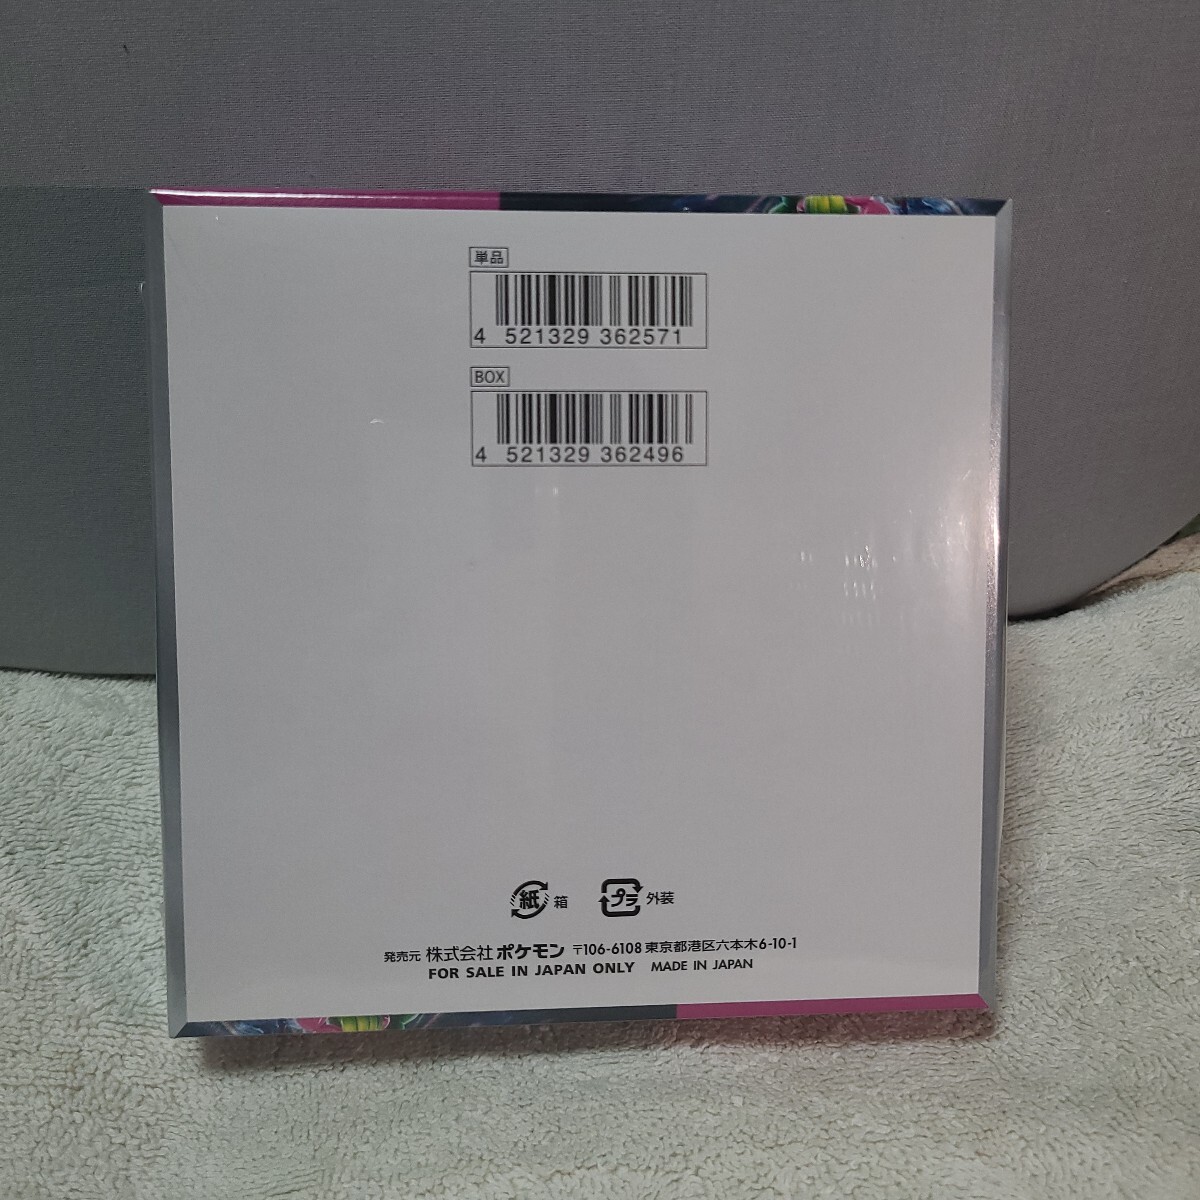 単品
4 521329 362571
BOX
4 521329 362496
紙 箱 プラ 外装
発売元 株式会社 ポケモン 〒106-6108 東京都港区六本木6-10-1
FOR SALE IN JAPAN ONLY MADE IN JAPAN